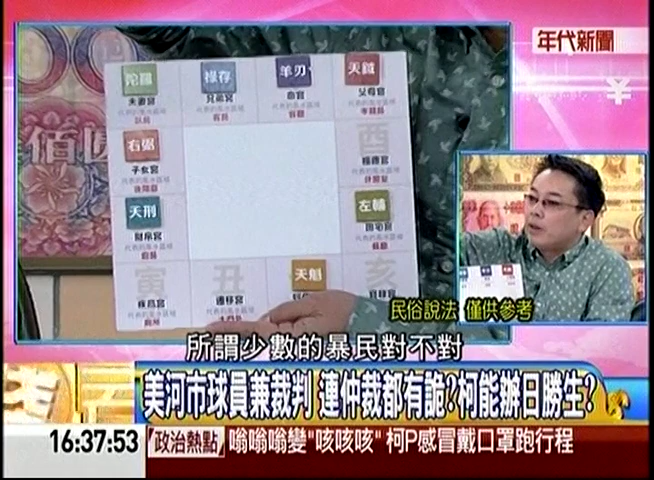 年代新聞
陀羅
祿存
羊刃
天鉞
夫妻宮
兄弟宮
命宮
父母宮
佰圓
右弼
子女宮
酉
福德宮
天刑
財帛宮
左輔
田宅宮
寅
疾厄宮
丑
遷移宮
天魁
亥
官祿宮
民俗說法 僅供參考
所謂少數的暴民對不對
美河市球員兼裁判 連仲裁都有詭?柯能辦日勝生?
16:37:53
政治熱點 嗡嗡嗡變"咳咳咳" 柯P感冒戴口罩跑行程